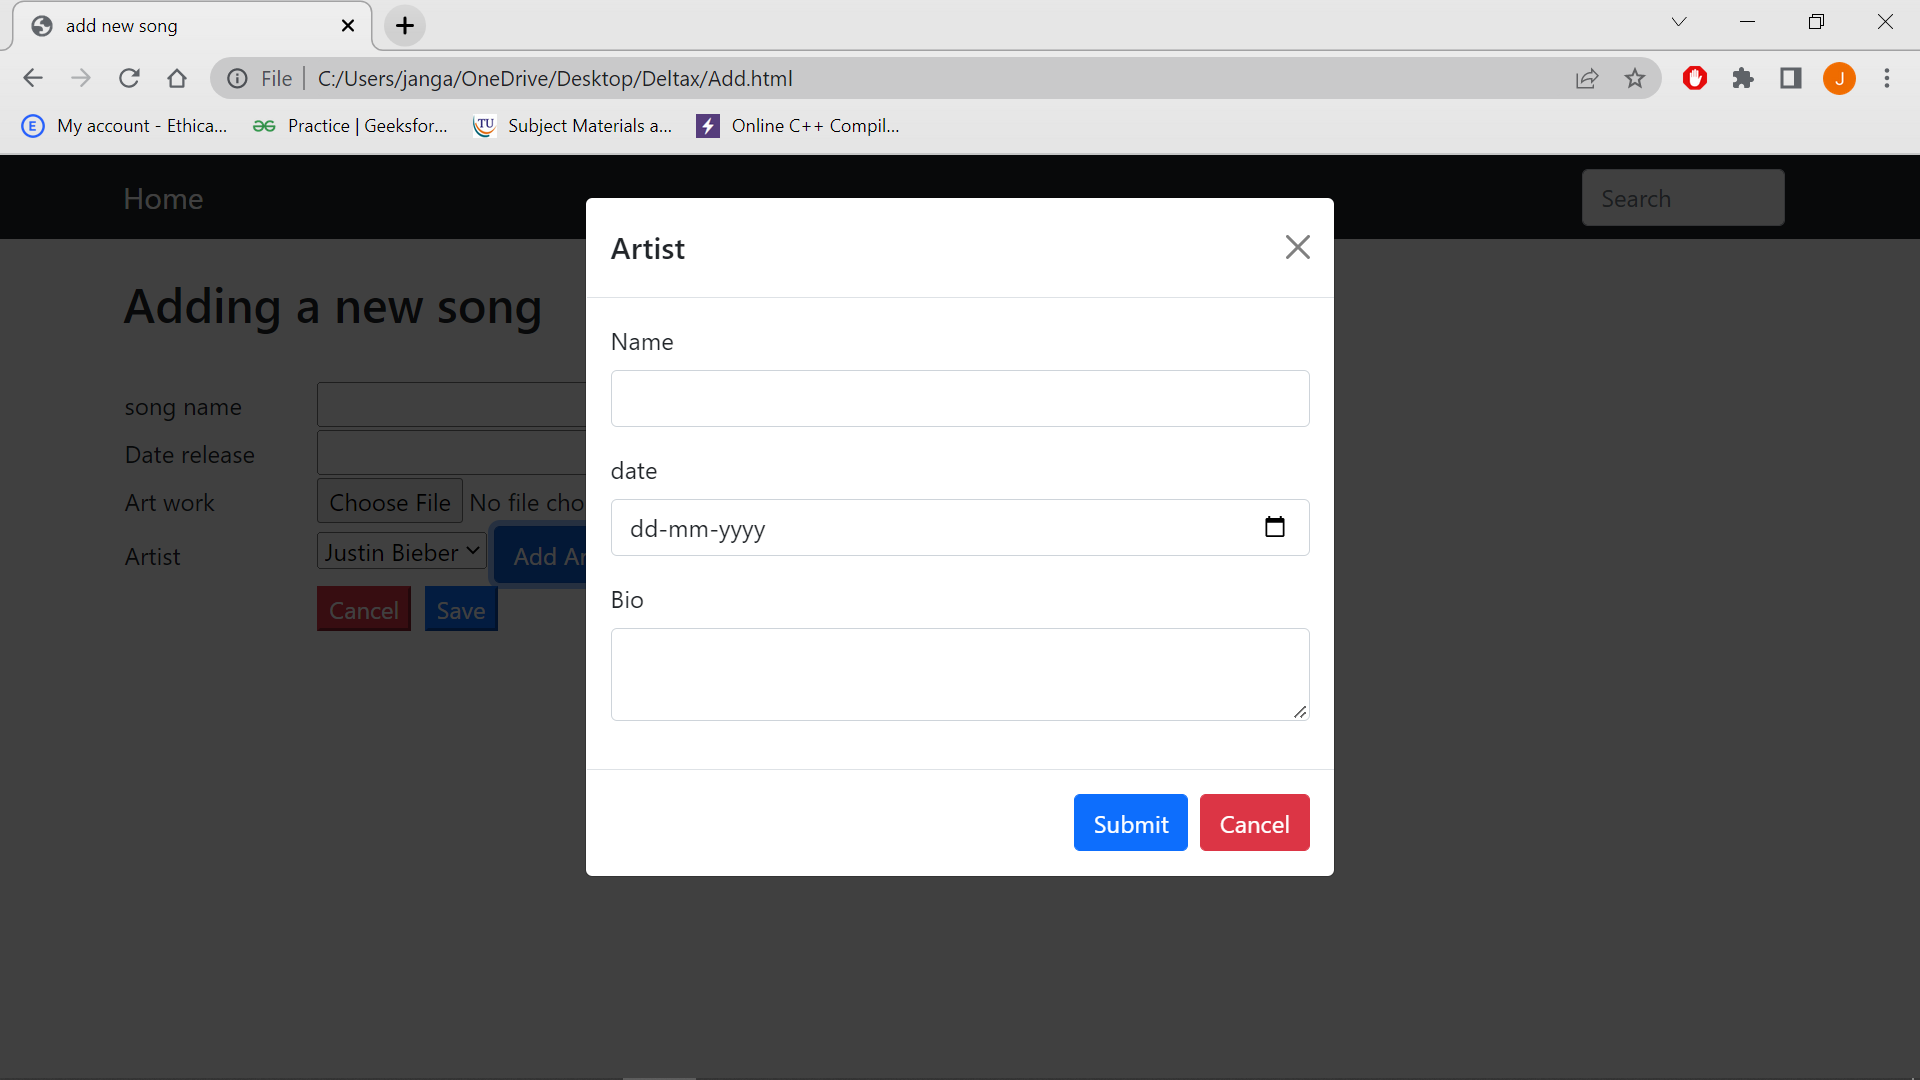 add new song
File C:/Users/janga/OneDrive/Desktop/Deltax/Add.html
J
E My account - Ethica... Practice | Geeksfor... TU Subject Materials a... Online C++ Compil...
Home Search
Artist
Adding a new song
Name
song name
Date release
date
Art work Choose File No file cho
dd-mm-yyyy
Artist Justin Bieber Add Ar
Bio
Cancel Save
Submit Cancel